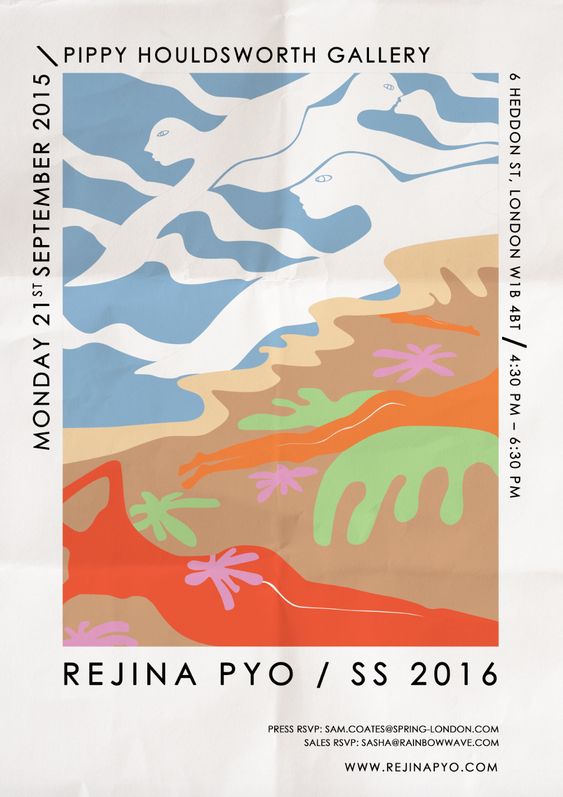 PIPPY HOULDSWORTH GALLERY
MONDAY 21ST SEPTEMBER 2015
6 HEDDON ST, LONDON W1B 4BT / 4:30 PM – 6:30 PM
REJINA PYO / SS 2016
PRESS RSVP: SAM.COATES@SPRING-LONDON.COM
SALES RSVP: SASHA@RAINBOWWAVE.COM
WWW.REJINAPYO.COM